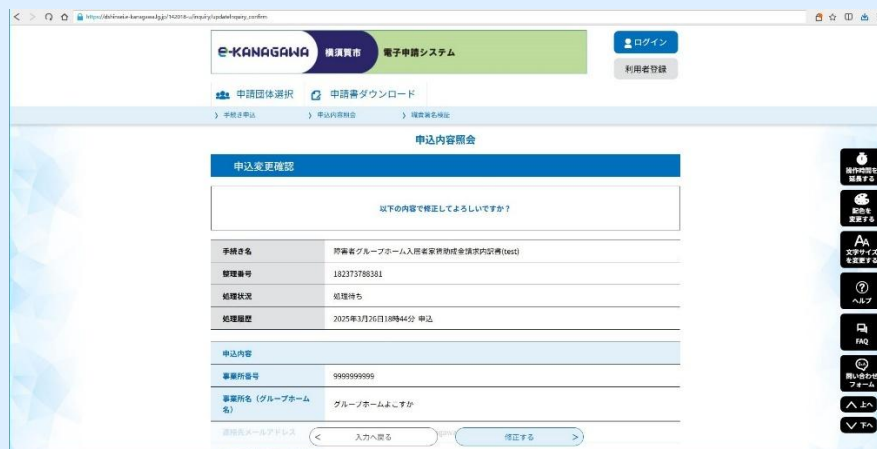 e-KANAGAWA 横須賀市 電子申請システム
ログイン
利用者登録
申請団体選択 申請書ダウンロード
手続き申込 申込内容照会 職責署名検証
申込内容照会
申込変更確認
以下の内容で修正してよろしいですか?
手続き名 障害者グループホーム入居者家賃助成金請求内訳書(test)
整理番号 182373788381
処理状況 処理待ち
処理履歴 2025年3月26日18時44分 申込
申込内容
事業所番号 9999999999
事業所名(グループホーム
名) グループホームよこすか
入力へ戻る
修正する
操作時間を
延長する
配色を
変更する
文字サイズ
を変更する
ヘルプ
FAQ
問い合わせ
フォーム
上へ
下へ